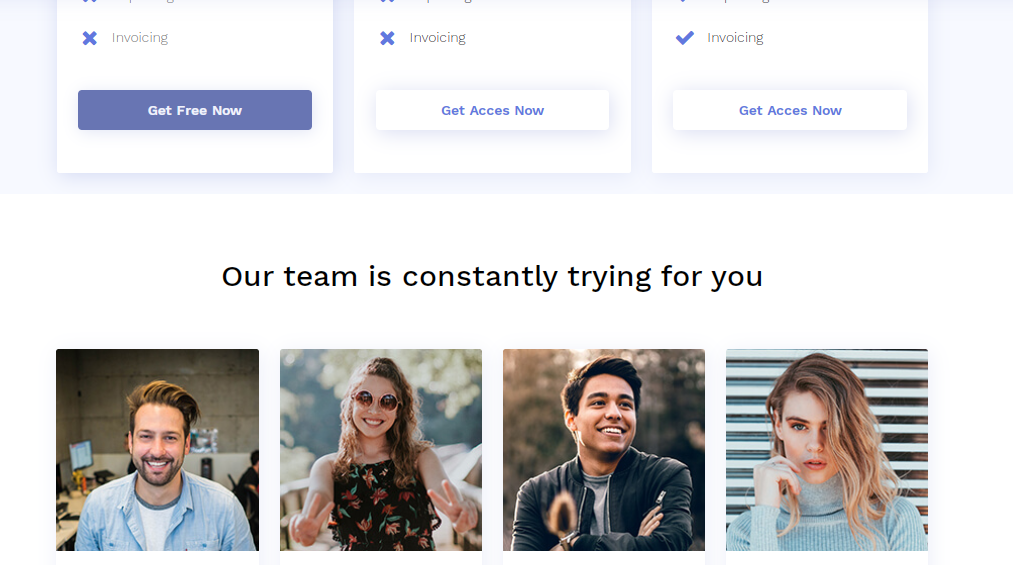 Invoicing
Invoicing
Invoicing
Get Free Now
Get Acces Now
Get Acces Now
Our team is constantly trying for you